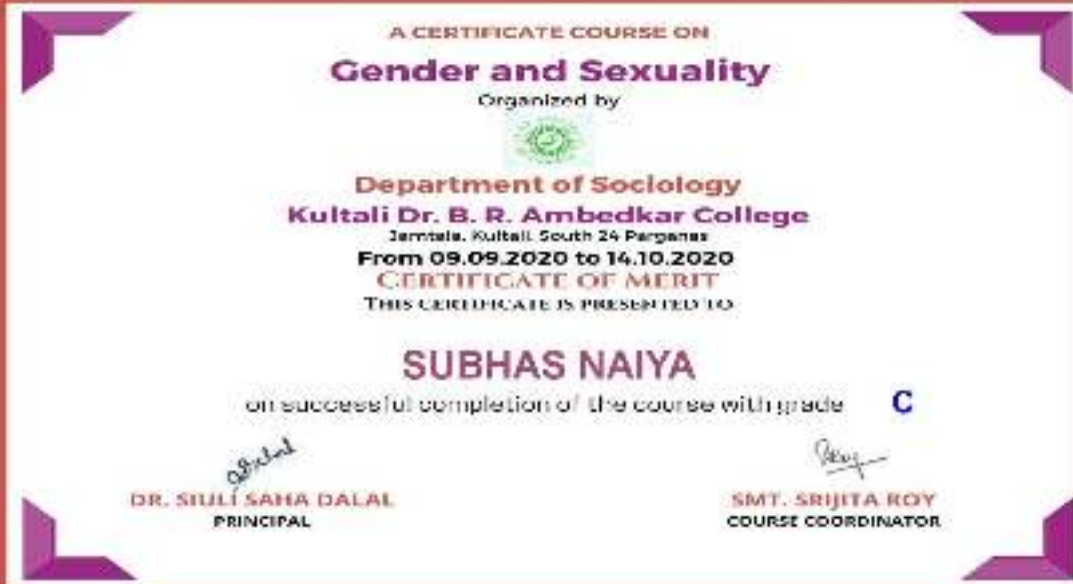 A CERTIFICATE COURSE ON
Gender and Sexuality
Organized by
Department of Sociology
Kultali Dr. B. R. Ambedkar College
Jamtala, Kultali, South 24 Parganas
From 09.09.2020 to 14.10.2020
CERTIFICATE OF MERIT
THIS CERTIFICATE IS PRESENTED TO
SUBHAS NAIYA
on successful completion of the course with grade C
DR. SIULI SAHA DALAL
SMT. SRIJITA ROY
PRINCIPAL
COURSE COORDINATOR